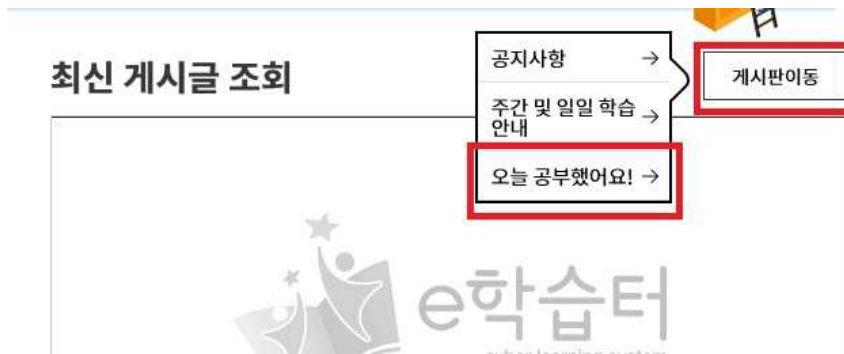 최신 게시글 조회
공지사항 →
주간 및 일일 학습 →
안내
오늘 공부했어요! →
게시판이동
e학습터